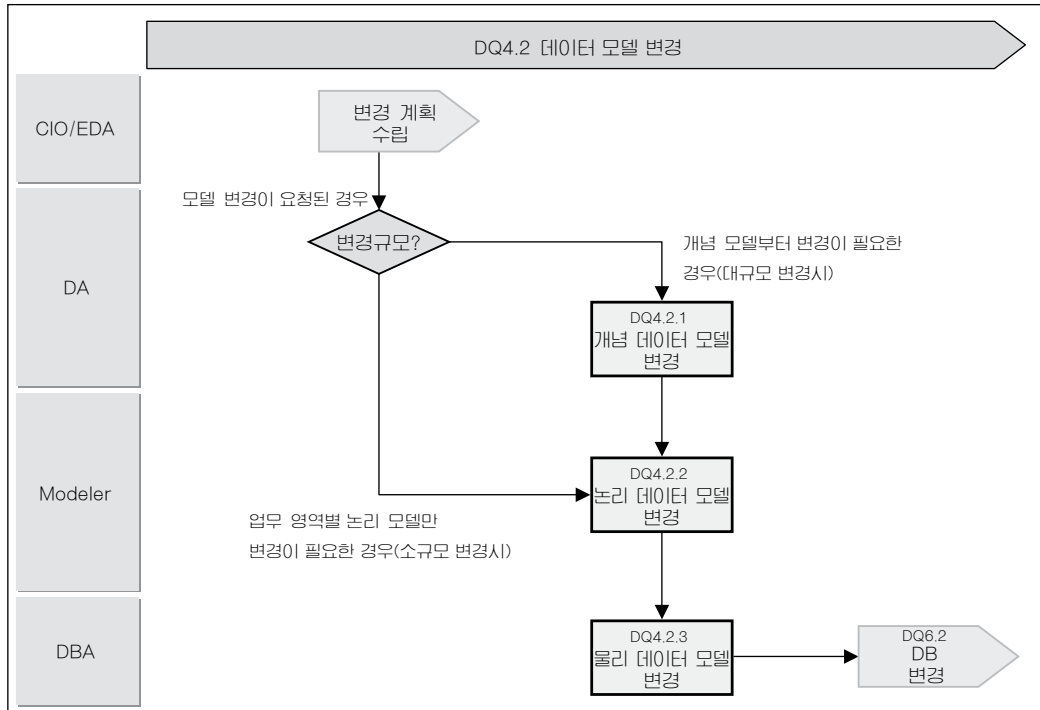 DQ4.2 데이터 모델 변경
CIO/EDA
변경 계획
수립
모델 변경이 요청된 경우
변경규모?
개념 모델부터 변경이 필요한
경우(대규모 변경시)
DA
DQ4.2.1
개념 데이터 모델
변경
Modeler
DQ4.2.2
논리 데이터 모델
변경
업무 영역별 논리 모델만
변경이 필요한 경우(소규모 변경시)
DBA
DQ4.2.3
물리 데이터 모델
변경
DQ6.2
DB
변경